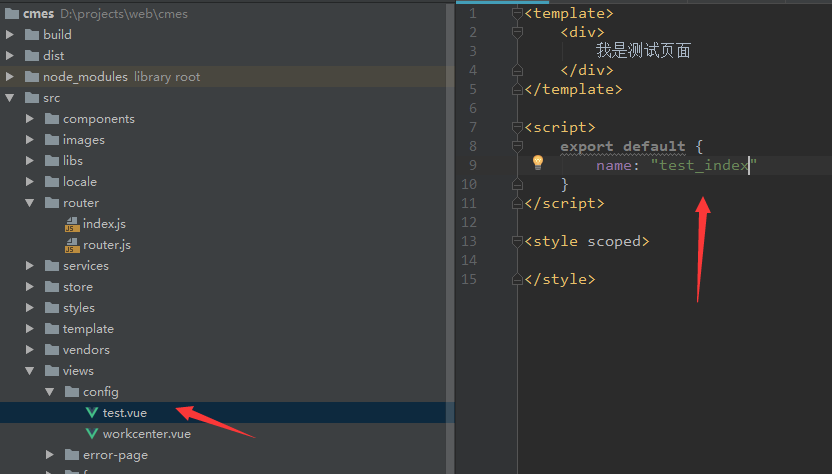 cmes D:\projects\web\cmes
build
dist
node_modules library root
src
components
images
libs
locale
router
index.js
router.js
services
store
styles
template
vendors
views
config
test.vue
workcenter.vue
error-page
1 <template>
2 <div>
3 我是测试页面
4 </div>
5 </template>
6
7 <script>
8 export default {
9 name: "test_index"
10 }
11 </script>
12
13 <style scoped>
14
15 </style>